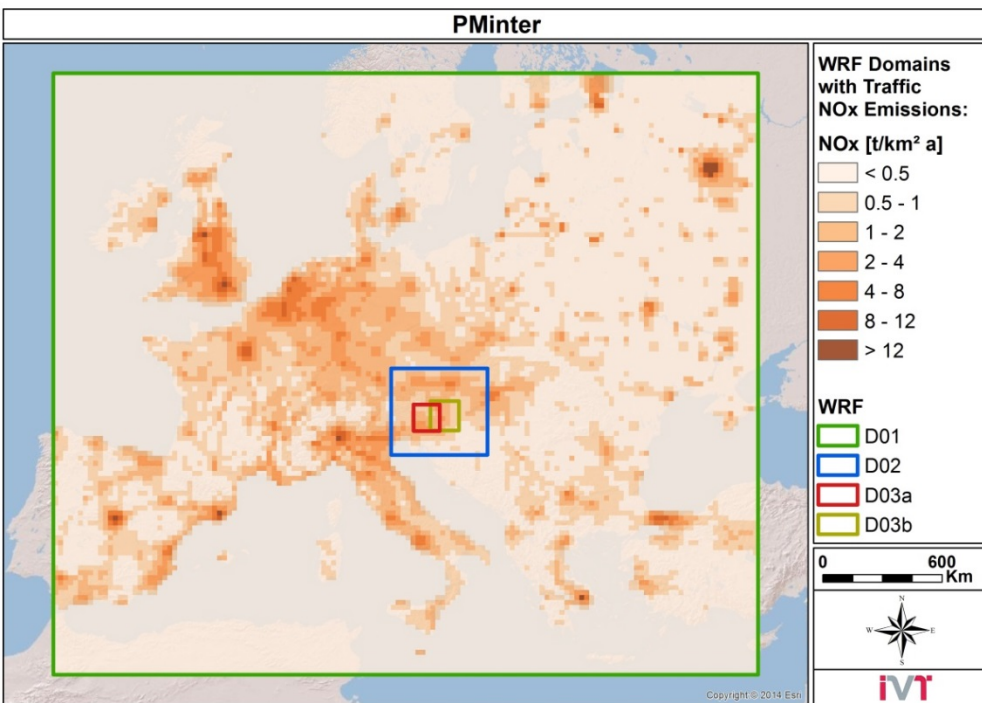 PMinter
WRF Domains
with Traffic
NOx Emissions:
NOx [t/km² a]
< 0.5
0.5 - 1
1 - 2
2 - 4
4 - 8
8 - 12
> 12
WRF
D01
D02
D03a
D03b
0 600
Km
N
W E
S
iVT
Copyright © 2014 Esri